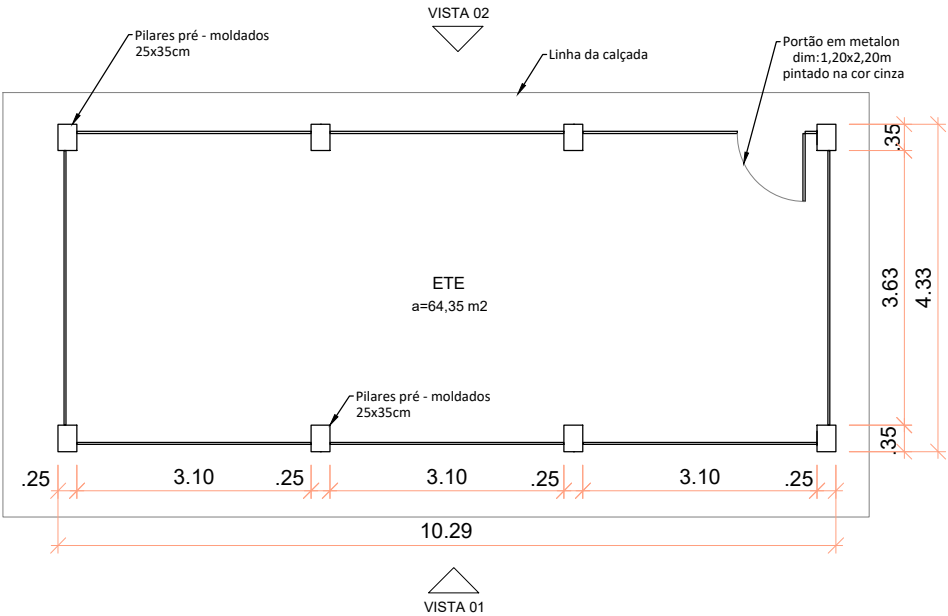 VISTA 02
Pilares pré - moldados
25x35cm
Linha da calçada
Portão em metalon
dim:1,20x2,20m
pintado na cor cinza
.35
3.63
4.33
.35
ETE
a=64,35 m2
Pilares pré - moldados
25x35cm
.25
3.10
.25
3.10
.25
3.10
.25
10.29
VISTA 01